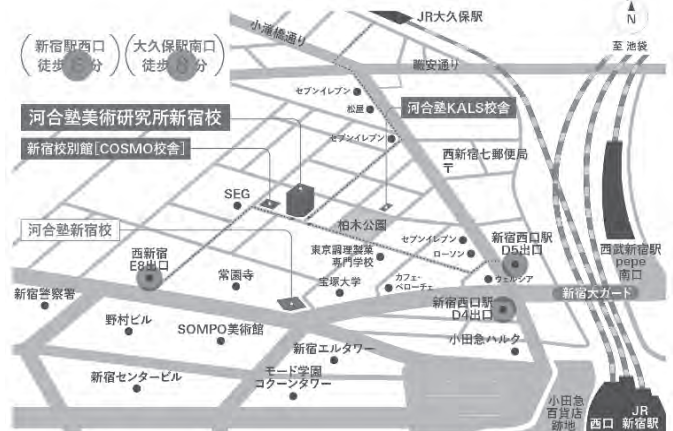 JR大久保駅
N
至 池袋
小滝橋通り
新宿駅西口
徒歩 分
大久保駅南口
徒歩 分
職安通り
セブンイレブン
松屋
河合塾KALS校舎
河合塾美術研究所新宿校
セブンイレブン
新宿校別館[COSMO校舎]
西新宿七郵便局
〒
SEG
河合塾新宿校
柏木公園
西新宿
E8出口
東京調理製菓
専門学校
セブンイレブン
ローソン
新宿西口駅
D5出口
西武新宿駅
pepe
南口
常園寺
宝塚大学
カフェ・
ベローチェ
ウェルシア
新宿警察署
新宿大ガード
野村ビル
SOMPO美術館
新宿西口駅
D4出口
小田急ハルク
新宿エルタワー
新宿センタービル
モード学園
コクーンタワー
小田急
百貨店
跡地
西口
JR
新宿駅